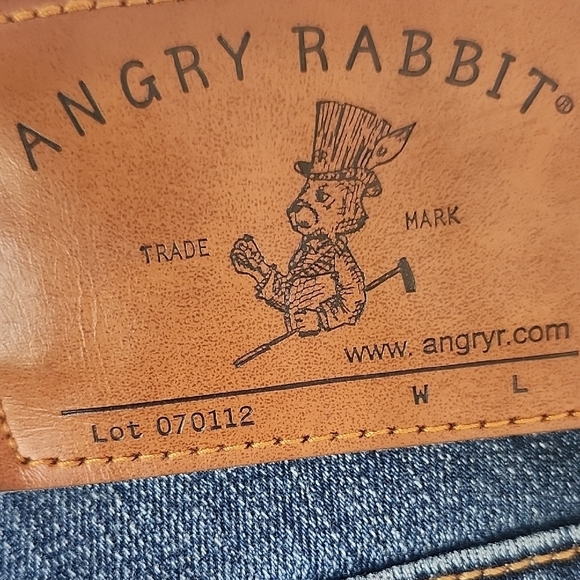 ANGRY RABBIT®
TRADE MARK
www. angryr.com
W L
Lot 070112